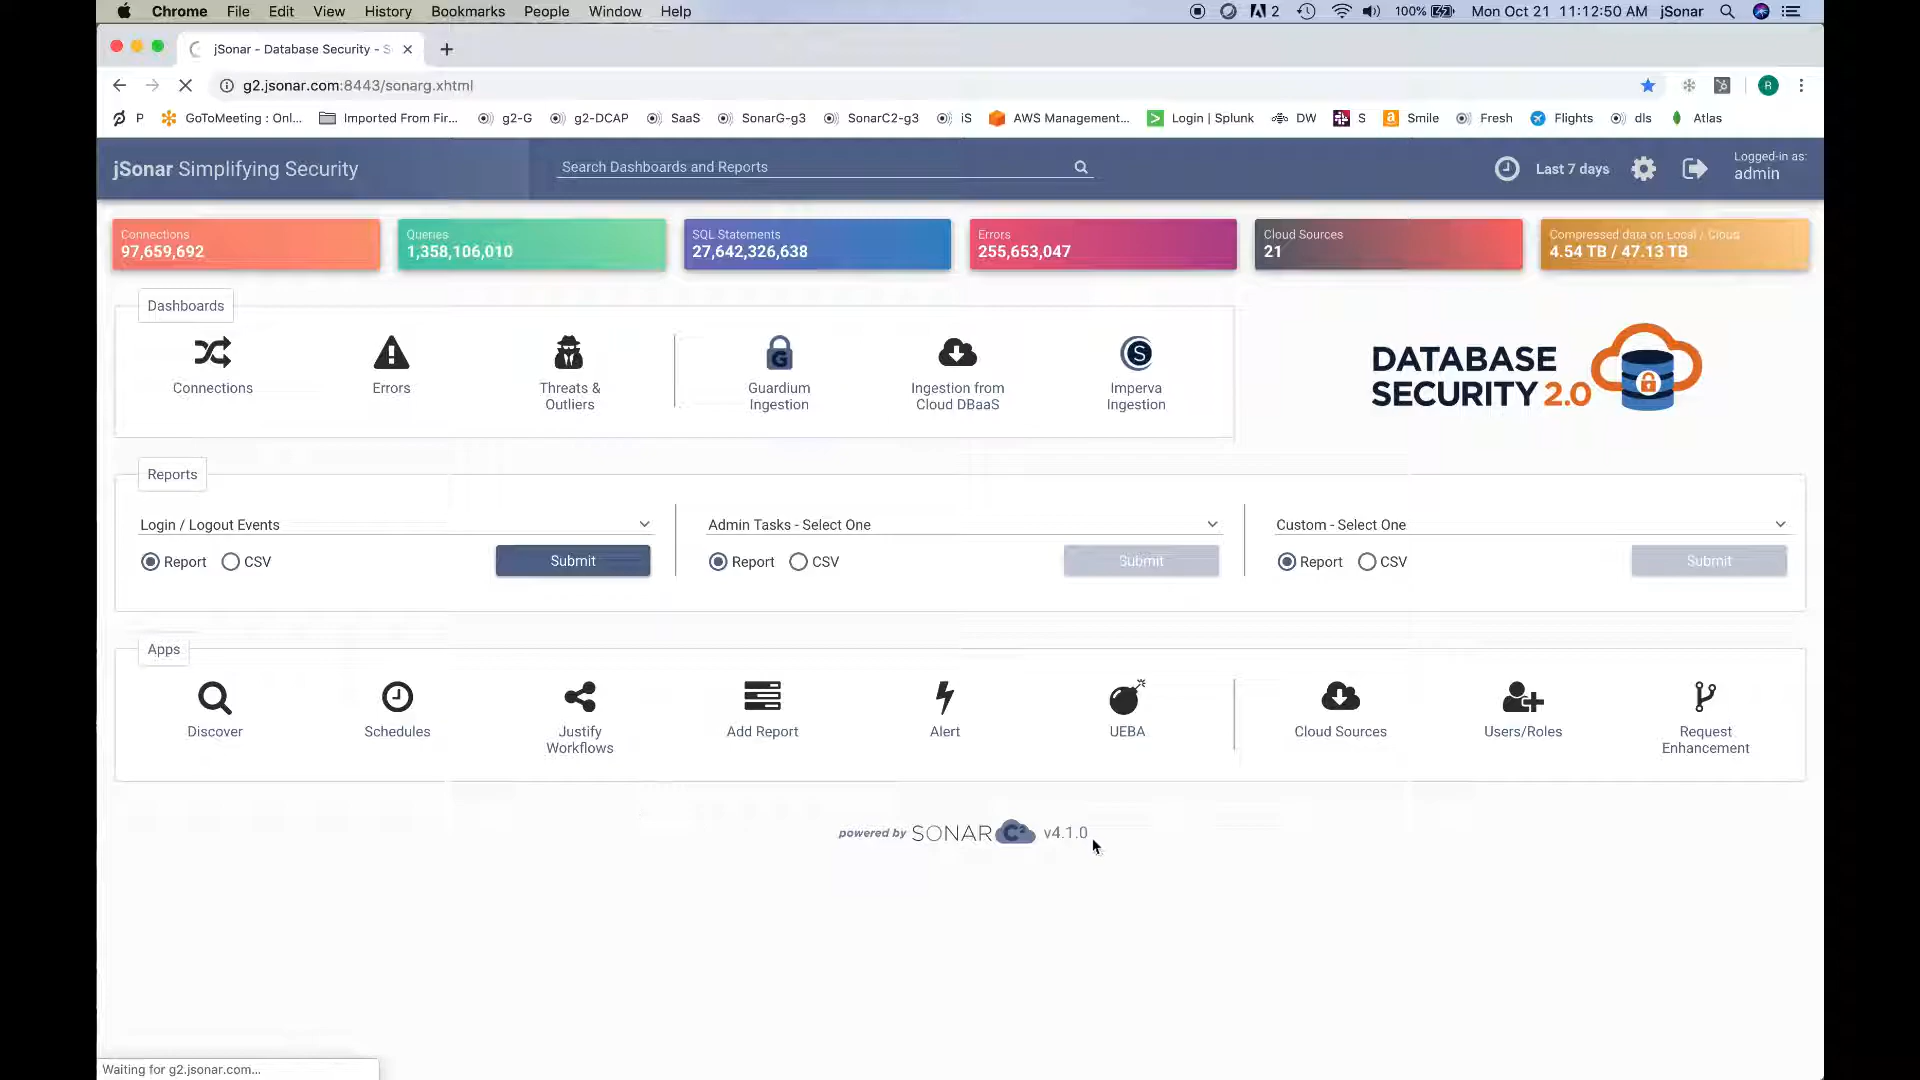 Chrome File Edit View History Bookmarks People Window Help 2 100% Mon Oct 21 11:12:50 AM jSonar
jSonar - Database Security - S
g2.jsonar.com:8443/sonarg.xhtml R
P GoToMeeting : Onl... Imported From Fir... g2-G g2-DCAP SaaS SonarG-g3 SonarC2-g3 iS AWS Management... Login | Splunk DW S Smile Fresh Flights dls Atlas
jSonar Simplifying Security Search Dashboards and Reports Last 7 days Logged-in as:
admin
Connections Queries SQL Statements Errors Cloud Sources Compressed data on Local / Cloud
97,659,692 1,358,106,010 27,642,326,638 255,653,047 21 4.54 TB / 47.13 TB
Dashboards
Connections Errors Threats & Guardium Ingestion from Imperva
Outliers Ingestion Cloud DBaaS Ingestion
DATABASE
SECURITY 2.0
Reports
Login / Logout Events Admin Tasks - Select One Custom - Select One
Report CSV Submit Report CSV Submit Report CSV Submit
Apps
Discover Schedules Justify Add Report Alert UEBA Cloud Sources Users/Roles Request
Workflows Enhancement
powered by SONAR C2 v4.1.0
Waiting for g2.jsonar.com...